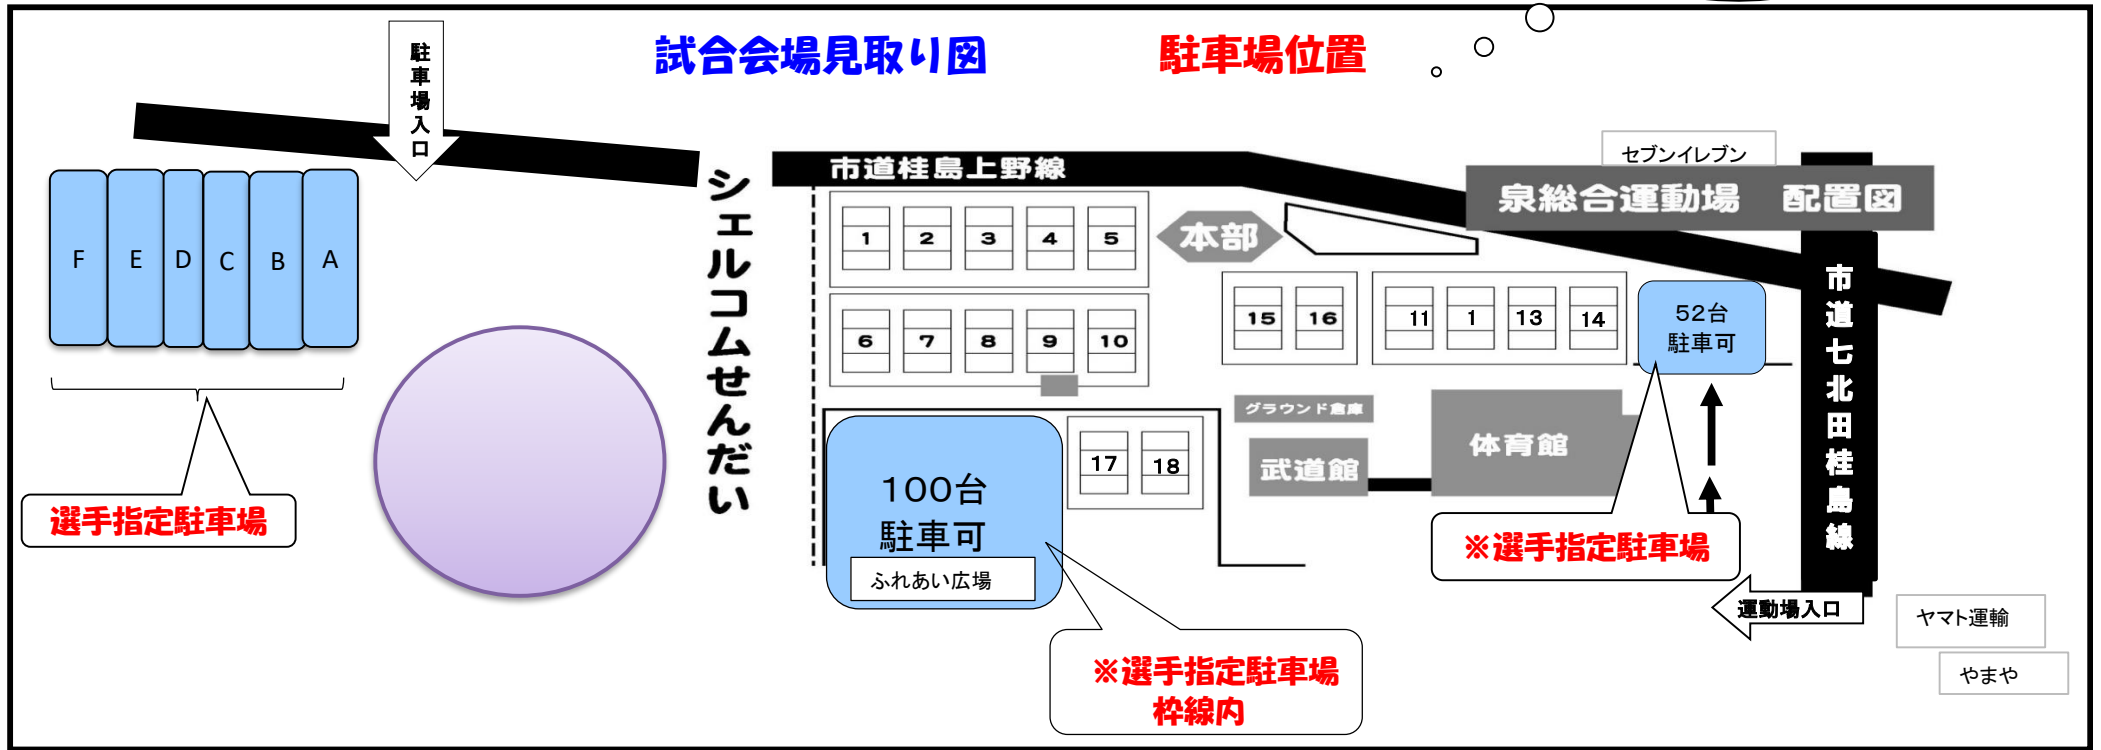 試合会場見取り図
駐車場位置
駐車場入口
セブンイレブン
市道桂島上野線
泉総合運動場　配置図
シェルコムせんだい
本部
1
2
3
4
5
F
E
D
C
B
A
市道七北田桂島線
6
7
8
9
10
15
16
11
1
13
14
52台
駐車可
グラウンド倉庫
武道館
体育館
17
18
100台
駐車可
ふれあい広場
選手指定駐車場
※選手指定駐車場
運動場入口
ヤマト運輸
やまや
※選手指定駐車場
枠線内